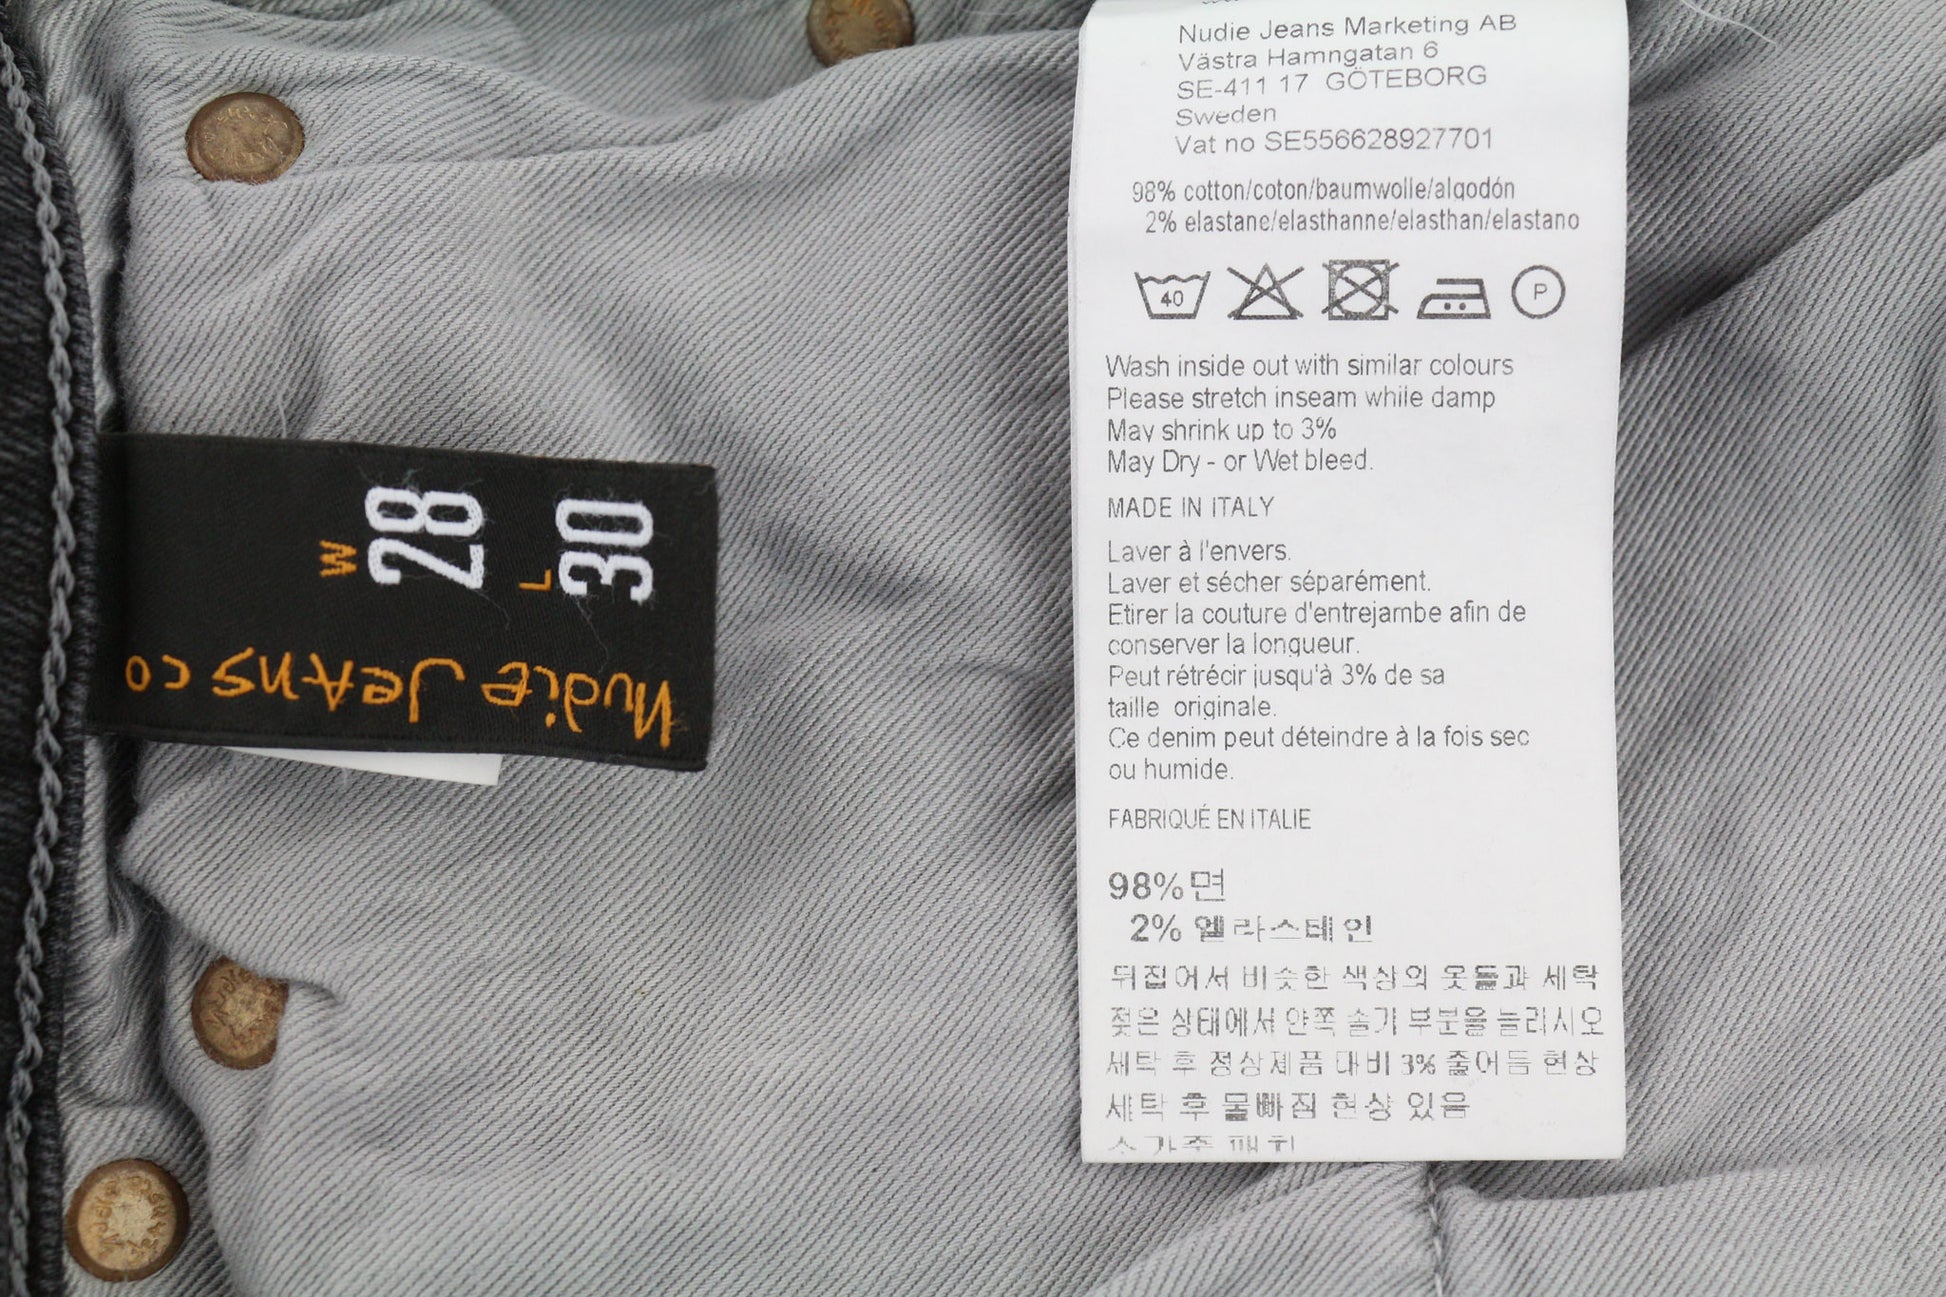 Nudie Jeans Marketing AB
Västra Hamngatan 6
SE-411 17 GÖTEBORG
Sweden
Vat no SE556628927701
98% cotton/coton/baumwolle/algodón
2% elastane/elasthanne/elasthan/elastano
40
P
Wash inside out with similar colours
Please stretch inseam while damp
May shrink up to 3%
May Dry - or Wet bleed.
MADE IN ITALY
Laver à l'envers.
Laver et sécher séparément.
Etirer la couture d'entrejambe afin de
conserver la longueur.
Peut rétrécir jusqu'à 3% de sa
taille originale.
Ce denim peut déteindre à la fois sec
ou humide.
FABRIQUÉ EN ITALIE
98% 면
2% 엘라스테인
뒤집어서 비슷한 색상의 옷들과 세탁
젖은 상태에서 안쪽 솔기 부분을 늘리시오
세탁 후 정상제품 대비 3% 줄어듬 현상
세탁 후 물빠짐 현상 있음
소가죽 패치
W
28
L
30
Nudie Jeans co